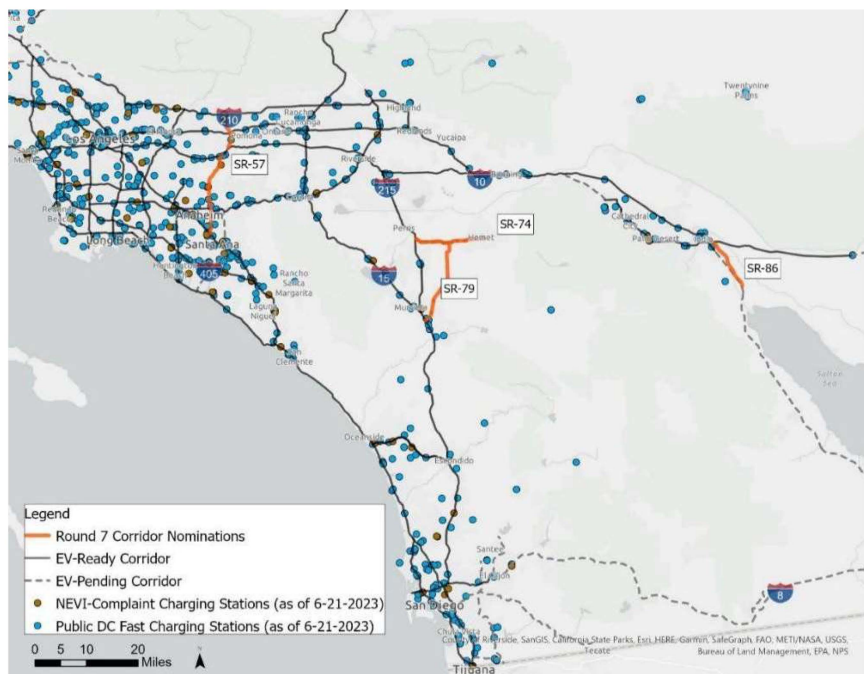 Twentynine
Palms
Highland
Rancho
Cucamonga
210
Pomona
Ontario
Redlands
Los Angeles
Yucaipa
SR-57
Riverside
10
215
Corona
Anaheim
Cathedral
City
Redondo
Beach
SR-74
Perris
Hemet
Long Beach
Santa Ana
Palm Desert
Indio
Huntington
Beach
405
SR-86
Rancho
Santa
Margarita
15
SR-79
Laguna
Niguel
Murrieta
San
Clemente
Salton
Sea
Oceanside
Escondido
Legend
Round 7 Corridor Nominations
EV-Ready Corridor
EV-Pending Corridor
NEVI-Complaint Charging Stations (as of 6-21-2023)
Public DC Fast Charging Stations (as of 6-21-2023)
Santee
El Cajon
8
San Diego
Chula Vista
County of Riverside, SanGIS, California State Parks, Esri, HERE, Garmin, SafeGraph, FAO, METI/NASA, USGS,
Bureau of Land Management, EPA, NPS
Tecate
Tijuana
0 5 10 20
Miles